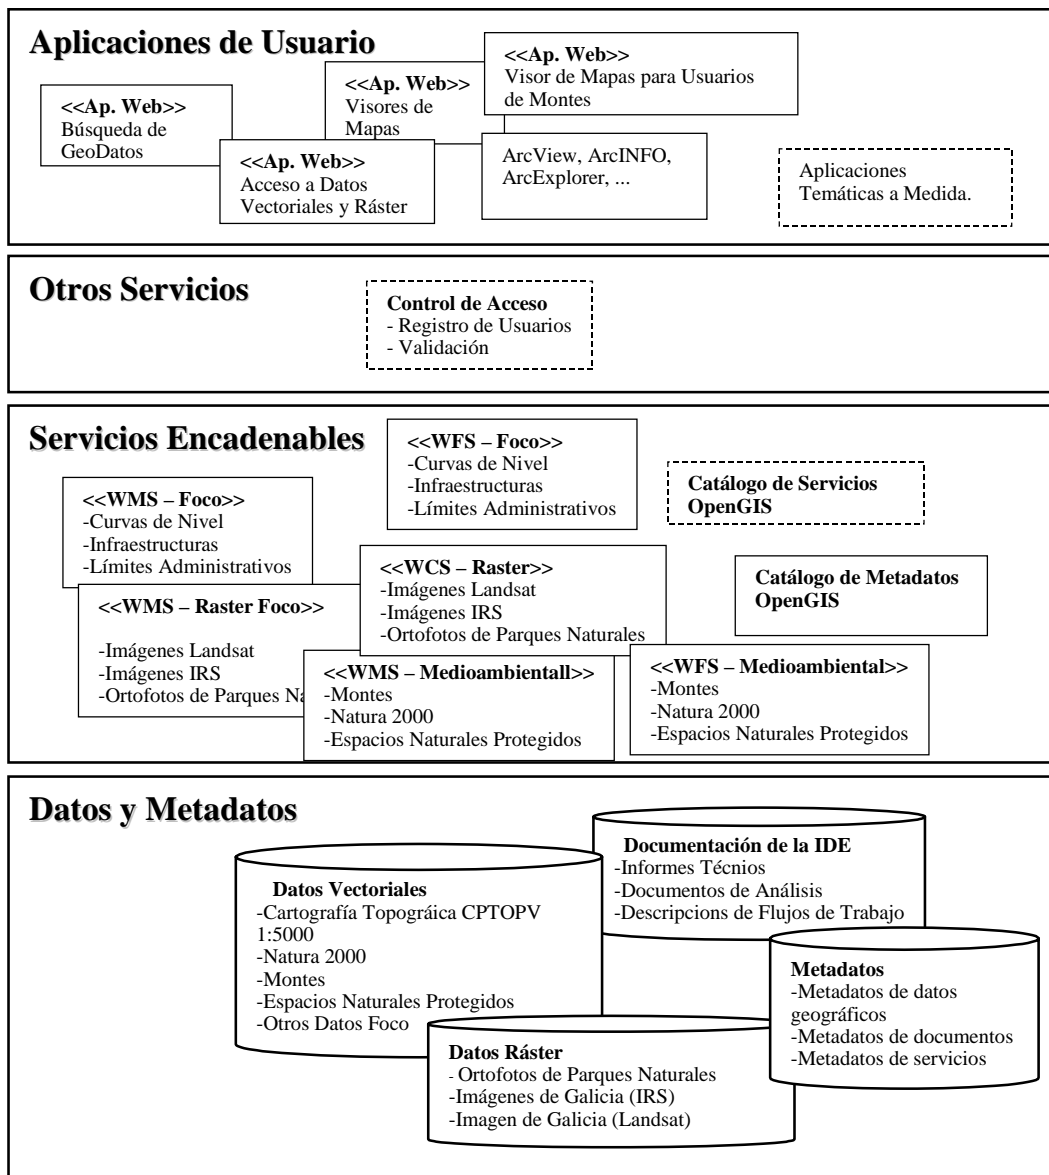 Aplicaciones de Usuario
<<Ap. Web>>
Búsqueda de
GeoDatos
<<Ap. Web>>
Visores de
Mapas
<<Ap. Web>>
Visor de Mapas para Usuarios
de Montes
<<Ap. Web>>
Acceso a Datos
Vectoriales y Ráster
ArcView, ArcINFO,
ArcExplorer, ...
Aplicaciones
Temáticas a Medida.
Otros Servicios
Control de Acceso
- Registro de Usuarios
- Validación
Servicios Encadenables
<<WFS – Foco>>
-Curvas de Nivel
-Infraestructuras
-Límites Administrativos
Catálogo de Servicios
OpenGIS
<<WMS – Foco>>
-Curvas de Nivel
-Infraestructuras
-Límites Administrativos
<<WCS – Raster>>
-Imágenes Landsat
-Imágenes IRS
-Ortofotos de Parques Naturales
Catálogo de Metadatos
OpenGIS
<<WMS – Raster Foco>>
-Imágenes Landsat
-Imágenes IRS
-Ortofotos de Parques Na
<<WMS – Medioambientall>>
-Montes
-Natura 2000
-Espacios Naturales Protegidos
<<WFS – Medioambiental>>
-Montes
-Natura 2000
-Espacios Naturales Protegidos
Datos y Metadatos
Documentación de la IDE
-Informes Técnios
-Documentos de Análisis
-Descripcions de Flujos de Trabajo
Datos Vectoriales
-Cartografía Topográica CPTOPV
1:5000
-Natura 2000
-Montes
-Espacios Naturales Protegidos
-Otros Datos Foco
Metadatos
-Metadatos de datos
geográficos
-Metadatos de documentos
-Metadatos de servicios
Datos Ráster
- Ortofotos de Parques Naturales
-Imágenes de Galicia (IRS)
-Imagen de Galicia (Landsat)